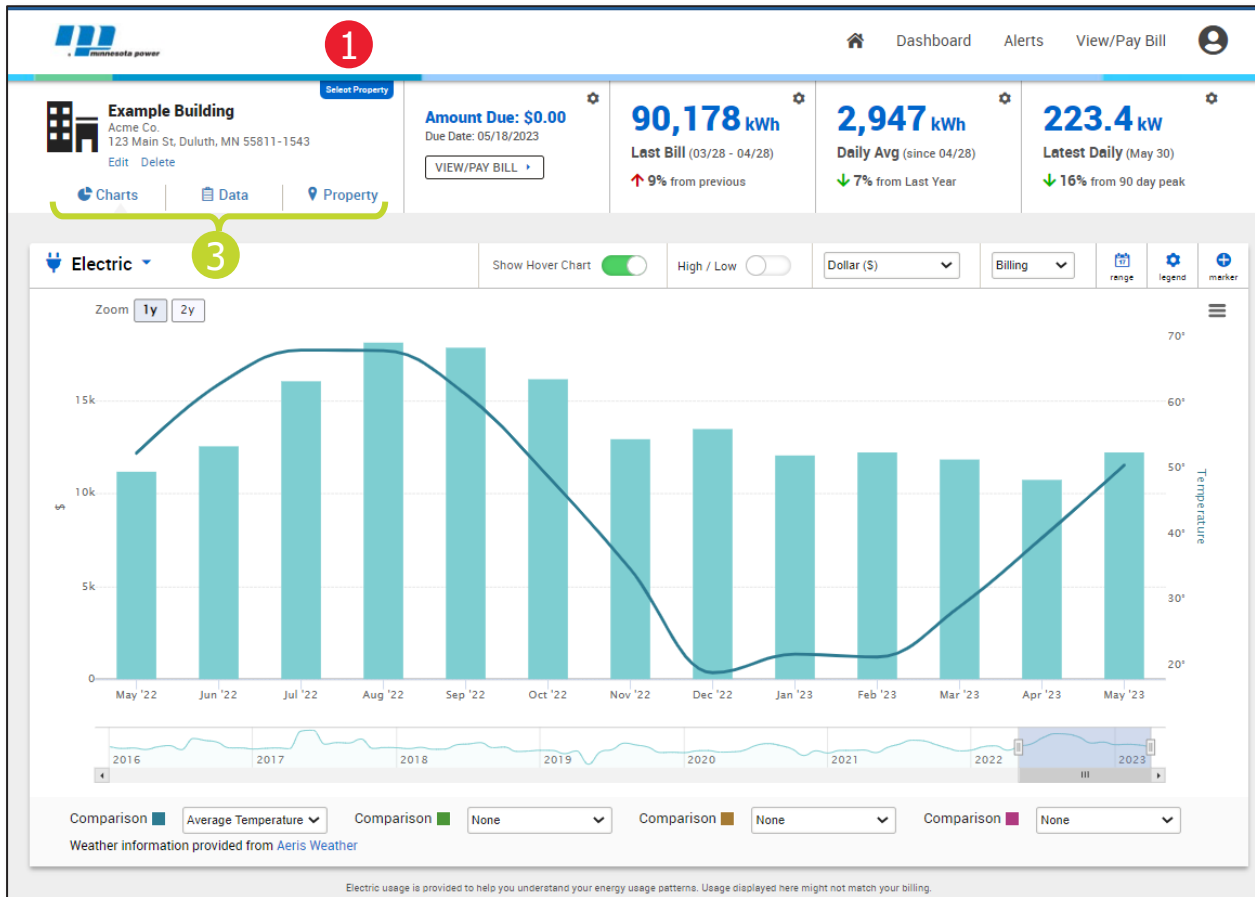 minnesota power
1
Dashboard Alerts View/Pay Bill
Select Property
Example Building
Acme Co.
123 Main St, Duluth, MN 55811-1543
Edit Delete
Charts Data Property
3
Amount Due: $0.00
Due Date: 05/18/2023
VIEW/PAY BILL
90,178 kWh
Last Bill (03/28 - 04/28)
9% from previous
2,947 kWh
Daily Avg (since 04/28)
7% from Last Year
223.4 kW
Latest Daily (May 30)
16% from 90 day peak
Electric
Show Hover Chart High / Low Dollar ($) Billing
17
range legend marker
Zoom 1y 2y
15k
10k
5k
0
$
70°
60°
50°
40°
30°
20°
Temperature
May '22 Jun '22 Jul '22 Aug '22 Sep '22 Oct '22 Nov '22 Dec '22 Jan '23 Feb '23 Mar '23 Apr '23 May '23
2016 2017 2018 2019 2020 2021 2022 2023
Comparison Average Temperature Comparison None Comparison None Comparison None
Weather information provided from Aeris Weather
Electric usage is provided to help you understand your energy usage patterns. Usage displayed here might not match your billing.